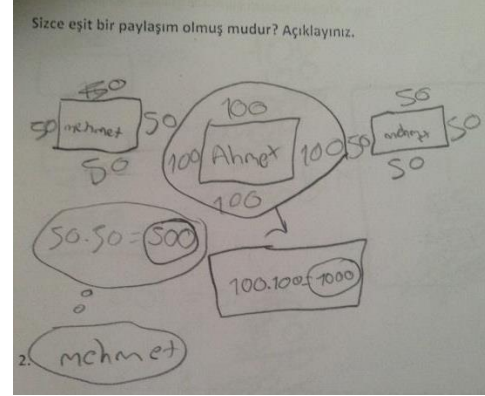 Sizce eşit bir paylaşım olmuş mudur? Açıklayınız.
50
50 mehmet 50
50
100
100 Ahmet 100
100
50
50 mehmet 50
50
50.50=500
100.100=1000
2. mehmet